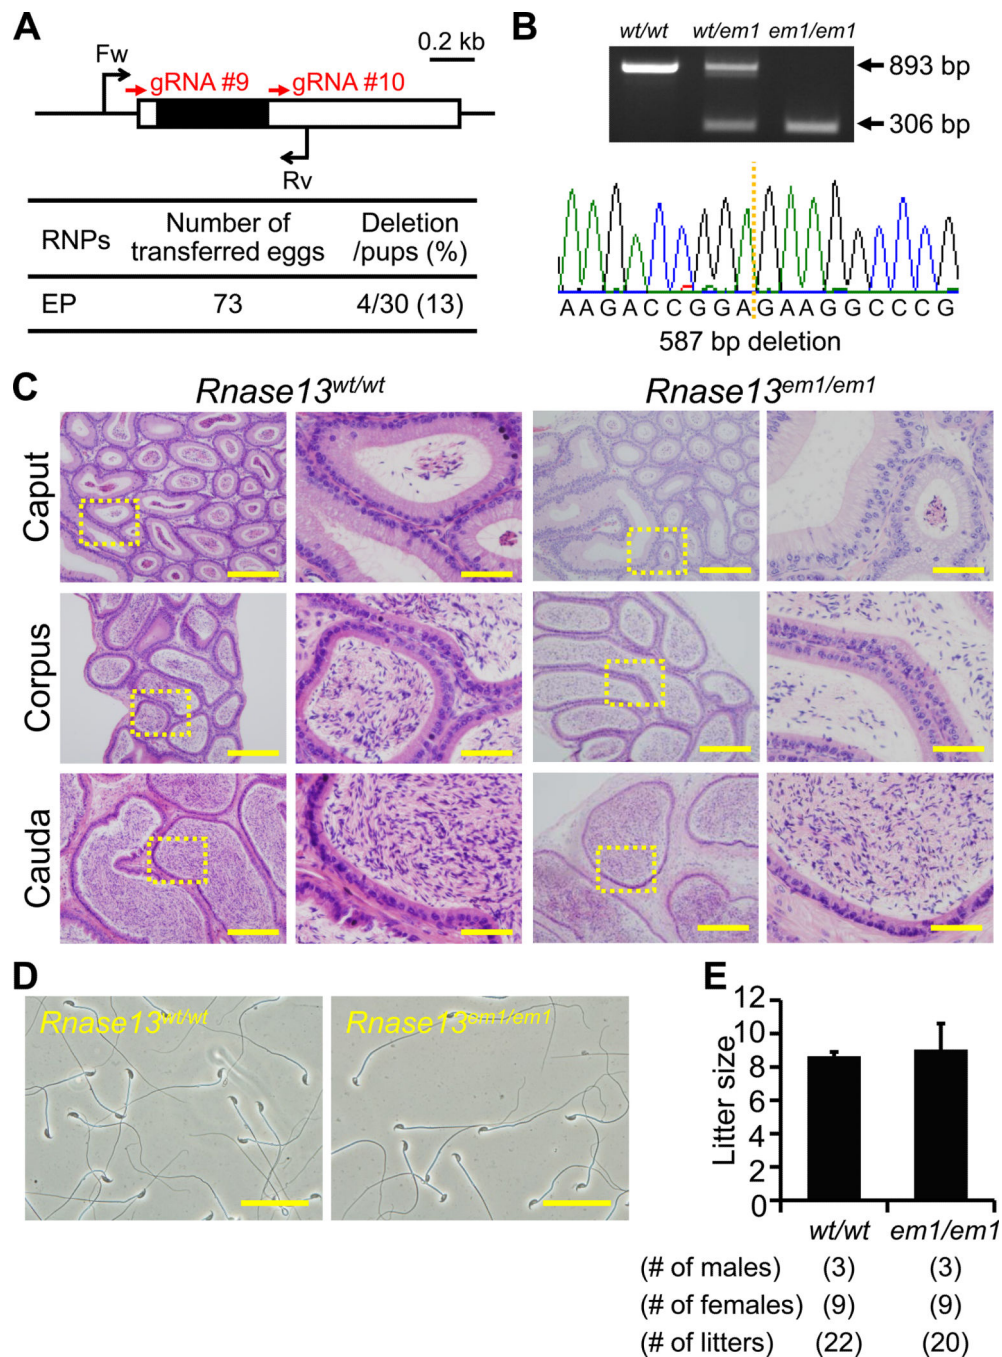 A
0.2 kb
Fw
gRNA #9
gRNA #10
Rv
RNPs
Number of transferred eggs
Deletion /pups (%)
EP
73
4/30 (13)
B
wt/wt
wt/em1
em1/em1
893 bp
306 bp
A A G A C C G G A G A A G G C C C G
587 bp deletion
C
Rnase13wt/wt
Rnase13em1/em1
Caput
Corpus
Cauda
D
Rnase13wt/wt
Rnase13em1/em1
E
Litter size
12
10
8
6
4
2
0
wt/wt
em1/em1
(# of males) (3) (3)
(# of females) (9) (9)
(# of litters) (22) (20)